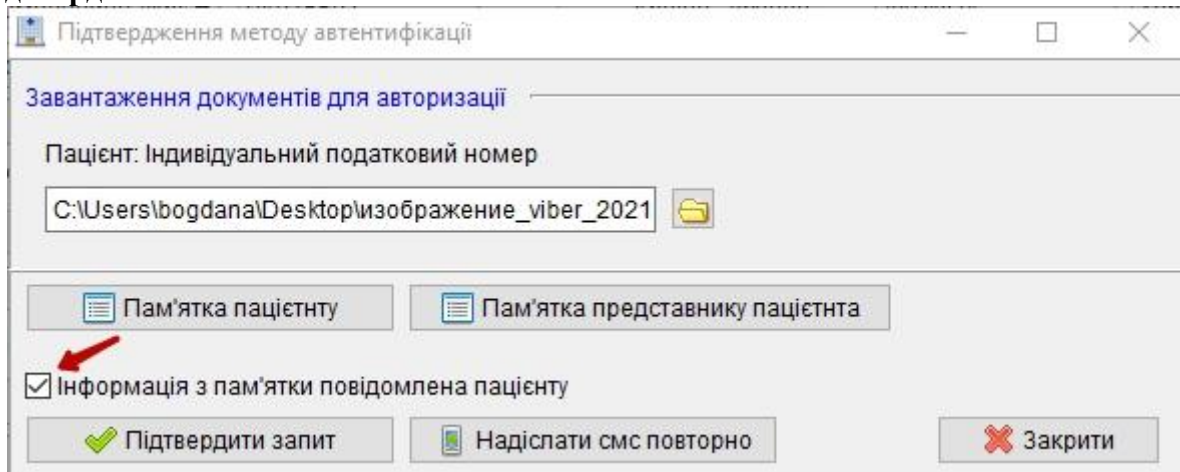 Підтвердження методу автентифікації
Завантаження документів для авторизації
Пацієнт: Індивідуальний податковий номер
C:\Users\bogdana\Desktop\изображение_viber_2021
Пам'ятка пацієтнту
Пам'ятка представнику пацієтнта
Інформація з пам'ятки повідомлена пацієнту
Підтвердити запит
Надіслати смс повторно
Закрити